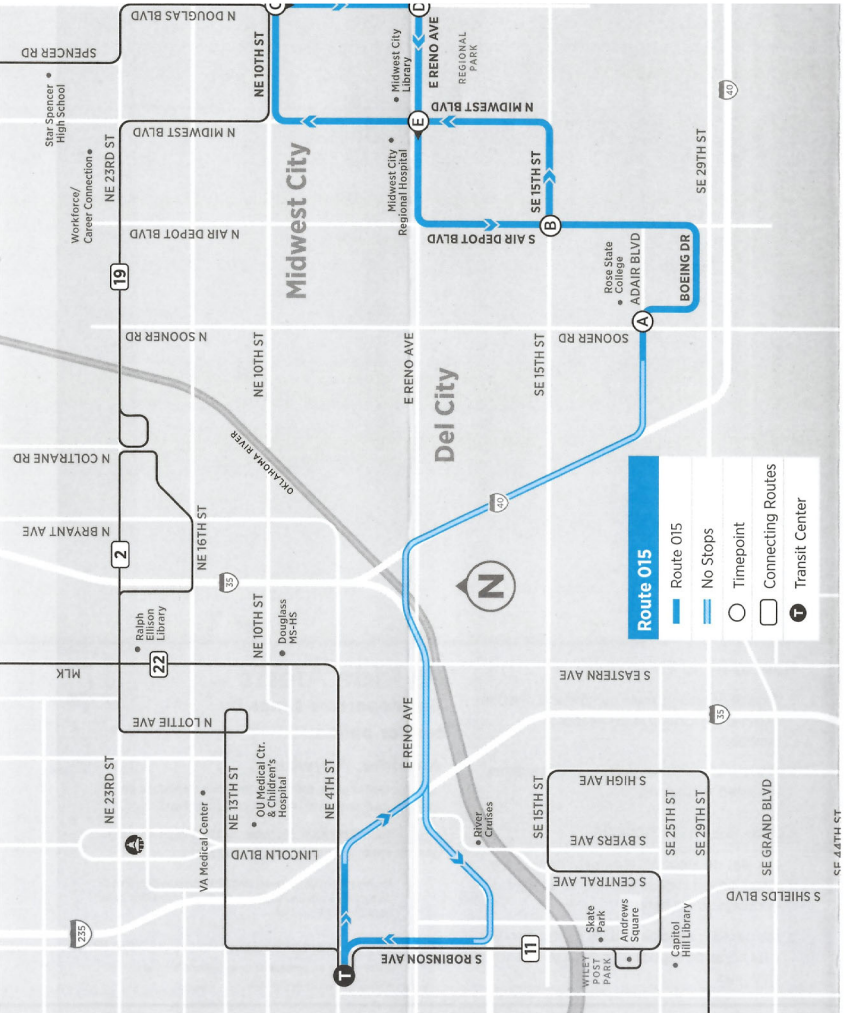 SPENCER RD
Star Spencer
High School
N DOUGLAS BLVD
NE 10TH ST
C
D
E RENO AVE
REGIONAL
PARK
Midwest City
Library
40
N MIDWEST BLVD
NE 23RD ST
N MIDWEST BLVD
E
Workforce/
Career Connection
Midwest City
Midwest City
Regional Hospital
SE 15TH ST
SE 29TH ST
N AIR DEPOT BLVD
S AIR DEPOT BLVD
B
19
Rose State
College
ADAIR BLVD
BOEING DR
A
N SOONER RD
SOONER RD
NE 10TH ST
E RENO AVE
SE 15TH ST
Del City
OKLAHOMA RIVER
N COLTRANE RD
40
N BRYANT AVE
2
NE 16TH ST
35
N
Route 015
Route 015
No Stops
Timepoint
Connecting Routes
T
Transit Center
Ralph
Ellison
Library
NE 10TH ST
Douglass
MS-HS
22
MLK
S EASTERN AVE
N LOTTIE AVE
E RENO AVE
35
NE 23RD ST
NE 13TH ST
OU Medical Ctr.
& Children's
Hospital
NE 4TH ST
SE 15TH ST
S HIGH AVE
SE 25TH ST
SE 29TH ST
SE GRAND BLVD
SE 44TH ST
VA Medical Center
LINCOLN BLVD
River
Cruises
S BYERS AVE
S CENTRAL AVE
S SHIELDS BLVD
235
S ROBINSON AVE
11
Skate
Park
Andrews
Square
Capitol
Hill Library
WILEY
POST
PARK
T